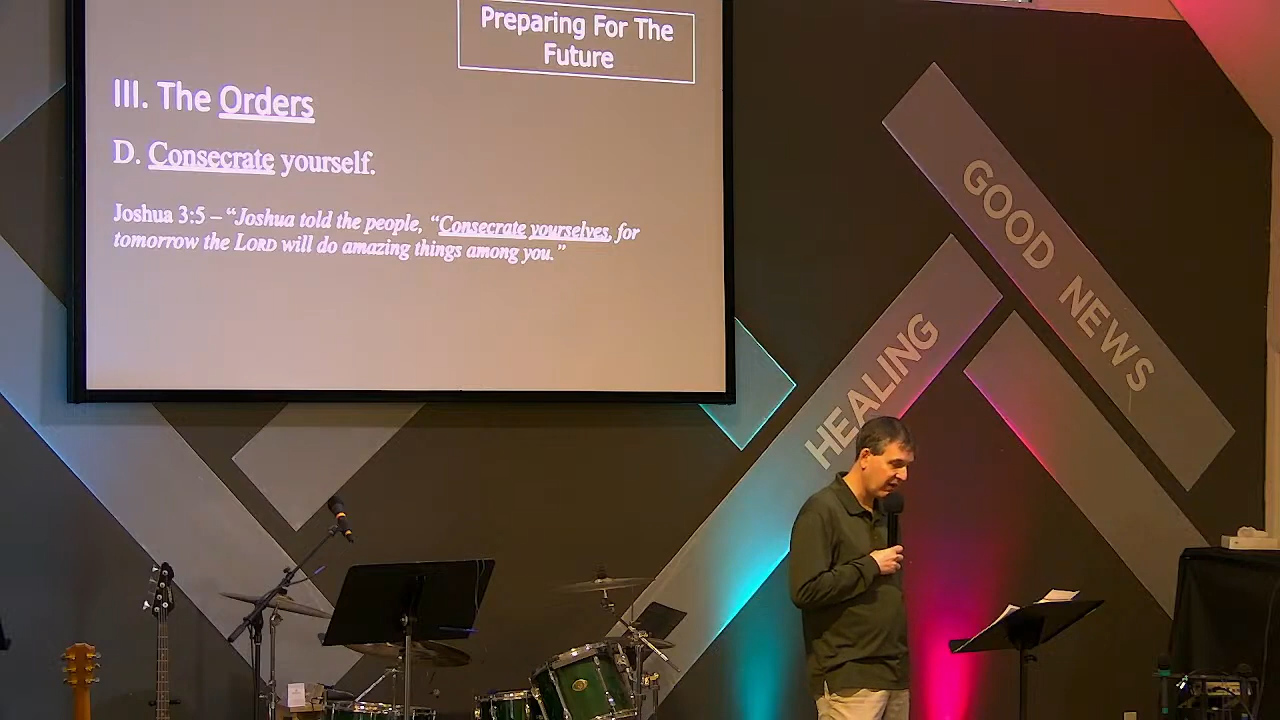 Preparing For The
Future
III. The Orders
D. Consecrate yourself.
Joshua 3:5 – “Joshua told the people, “Consecrate yourselves, for
tomorrow the LORD will do amazing things among you.”
GOOD NEWS
HEALING